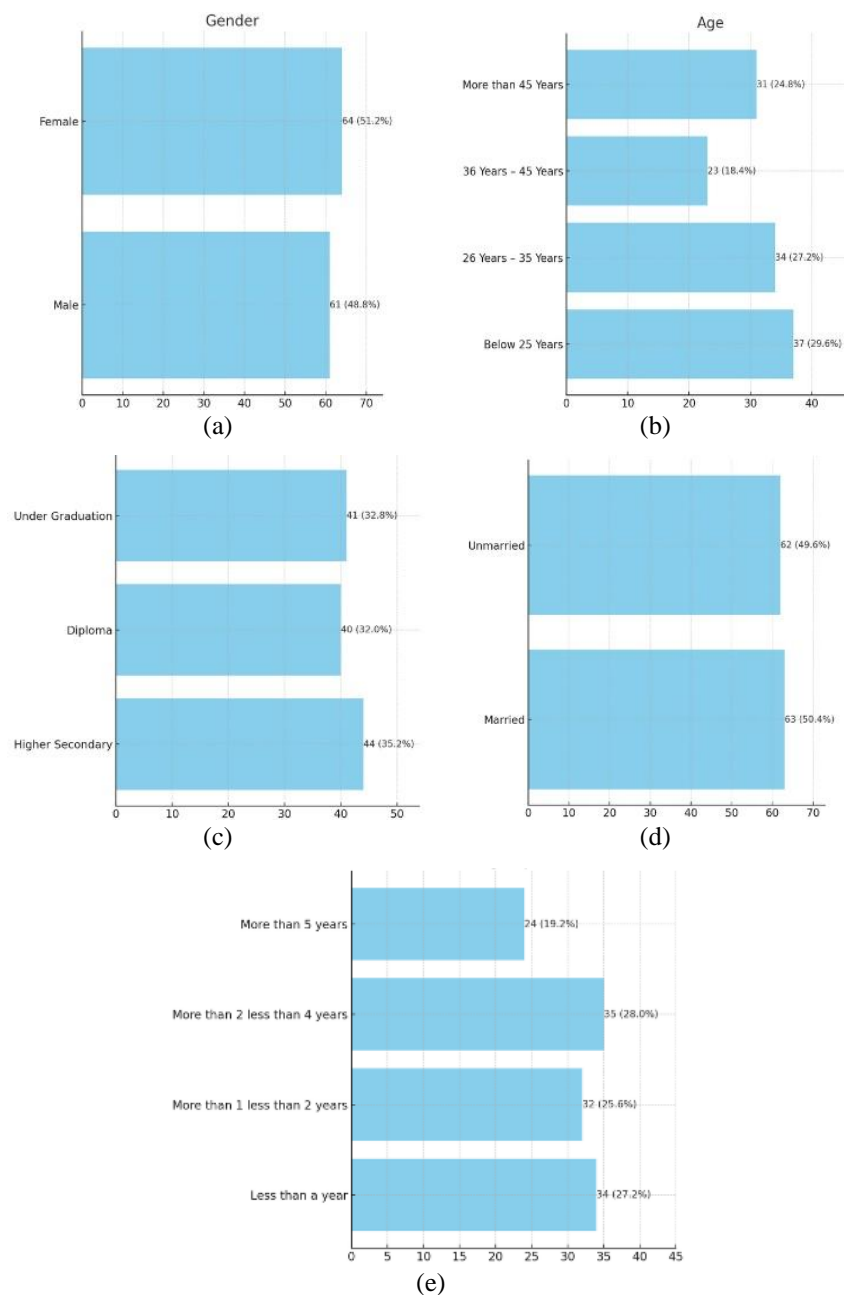 Gender
Female
64 (51.2%)
Male
61 (48.8%)
0 10 20 30 40 50 60 70
(a)
Age
More than 45 Years
31 (24.8%)
36 Years – 45 Years
23 (18.4%)
26 Years – 35 Years
34 (27.2%)
Below 25 Years
37 (29.6%)
0 10 20 30 40
(b)
Under Graduation
41 (32.8%)
Diploma
40 (32.0%)
Higher Secondary
44 (35.2%)
0 10 20 30 40 50
(c)
Unmarried
62 (49.6%)
Married
63 (50.4%)
0 10 20 30 40 50 60 70
(d)
More than 5 years
24 (19.2%)
More than 2 less than 4 years
35 (28.0%)
More than 1 less than 2 years
32 (25.6%)
Less than a year
34 (27.2%)
0 5 10 15 20 25 30 35 40 45
(e)